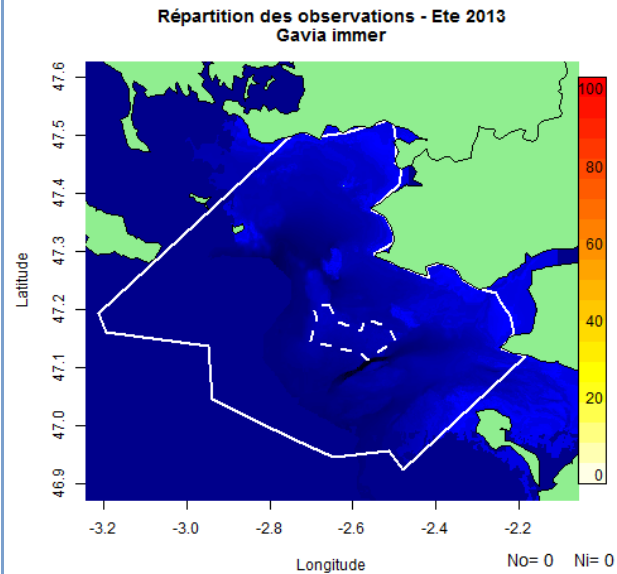 Répartition des observations - Ete 2013
Gavia immer
Latitude
47.6
47.5
47.4
47.3
47.2
47.1
47.0
46.9
100
80
60
40
20
0
-3.2 -3.0 -2.8 -2.6 -2.4 -2.2
Longitude
No= 0 Ni= 0